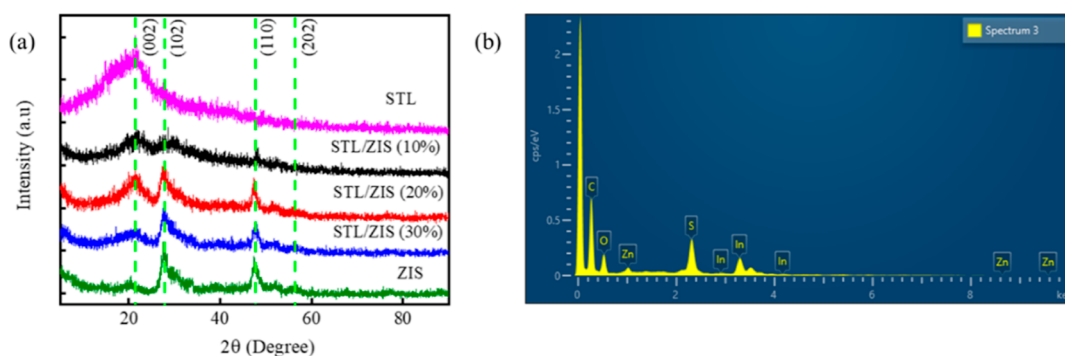 (a)
(002)
(102)
(110)
(202)
STL
STL/ZIS (10%)
STL/ZIS (20%)
STL/ZIS (30%)
ZIS
Intensity (a.u)
20
40
60
80
2θ (Degree)
(b)
Spectrum 3
cps/eV
2
1.5
1
0.5
0
C
O
Zn
S
In
In
In
Zn
Zn
0
2
4
6
8
ke